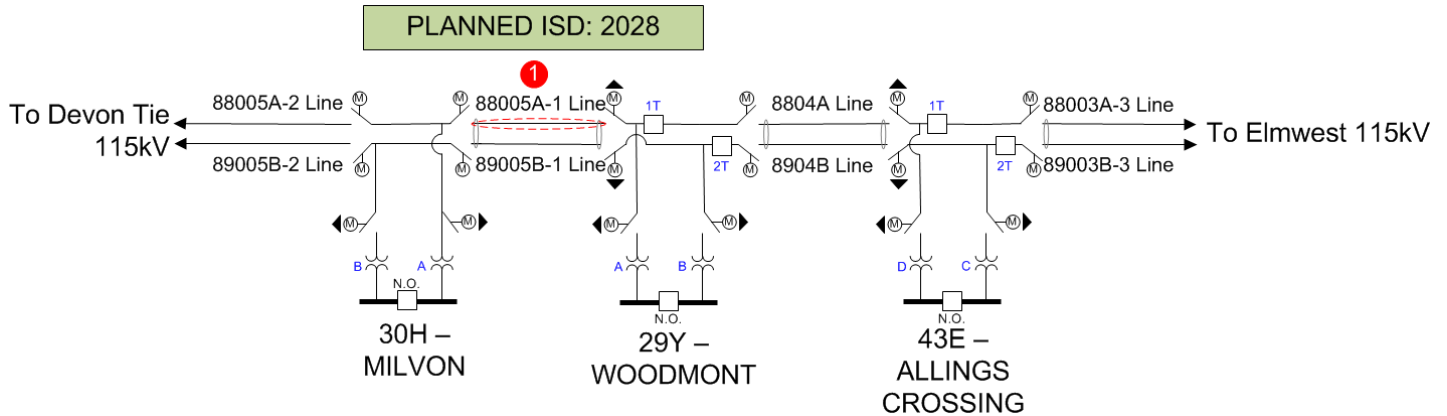 PLANNED ISD: 2028
1
To Devon Tie
115kV
88005A-2 Line
M
M
88005A-1 Line
M
1T
M
8804A Line
M
1T
M
88003A-3 Line
To Elmwest 115kV
89005B-2 Line
M
M
89005B-1 Line
M
2T
M
8904B Line
M
2T
M
89003B-3 Line
M
M
M
M
M
M
B
A
A
B
D
C
N.O.
N.O.
N.O.
30H –
MILVON
29Y –
WOODMONT
43E –
ALLINGS
CROSSING